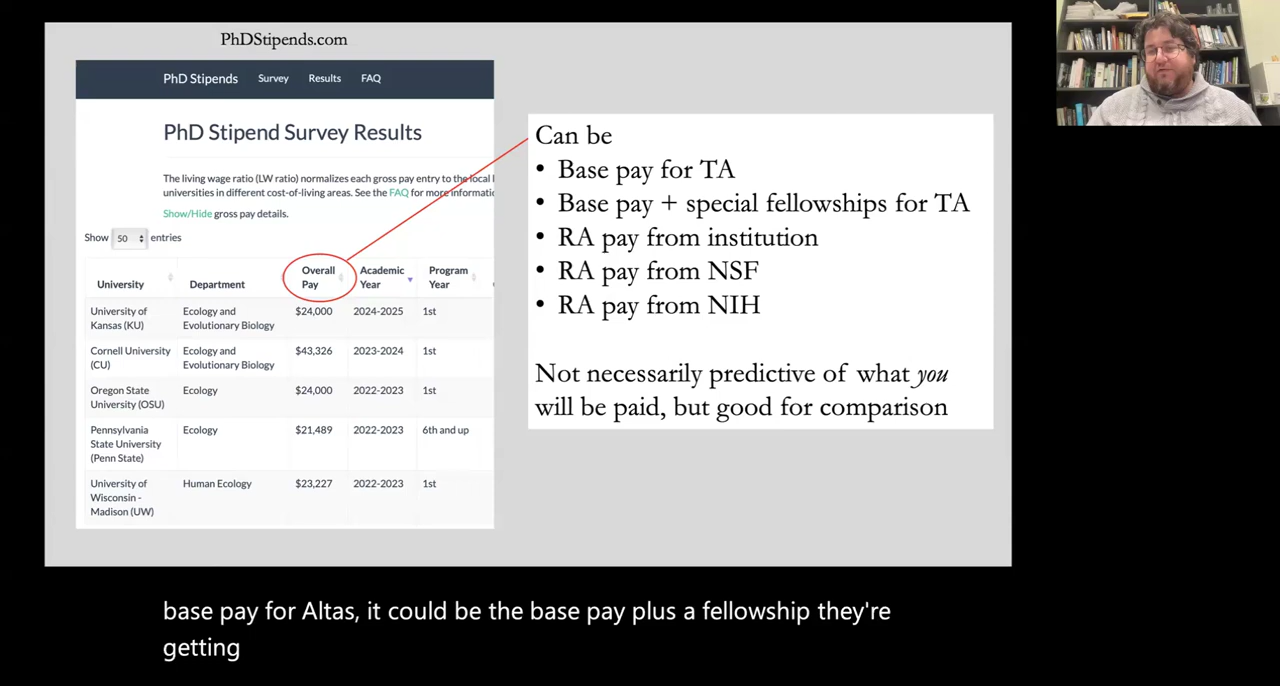 PhDStipends.com
PhD Stipends Survey Results FAQ
PhD Stipend Survey Results
The living wage ratio (LW ratio) normalizes each gross pay entry to the local
universities in different cost-of-living areas. See the FAQ for more
Show/Hide gross pay details.
Show 50 entries
University Department Overall Pay Academic Year Program Year
University of Kansas (KU) Ecology and Evolutionary Biology $24,000 2024-2025 1st
Cornell University (CU) Ecology and Evolutionary Biology $43,326 2023-2024 1st
Oregon State University (OSU) Ecology $24,000 2022-2023 1st
Pennsylvania State University (Penn State) Ecology $21,489 2022-2023 6th and up
University of Wisconsin - Madison (UW) Human Ecology $23,227 2022-2023 1st
Can be
• Base pay for TA
• Base pay + special fellowships for TA
• RA pay from institution
• RA pay from NSF
• RA pay from NIH
Not necessarily predictive of what you
will be paid, but good for comparison
base pay for Altas, it could be the base pay plus a fellowship they're
getting